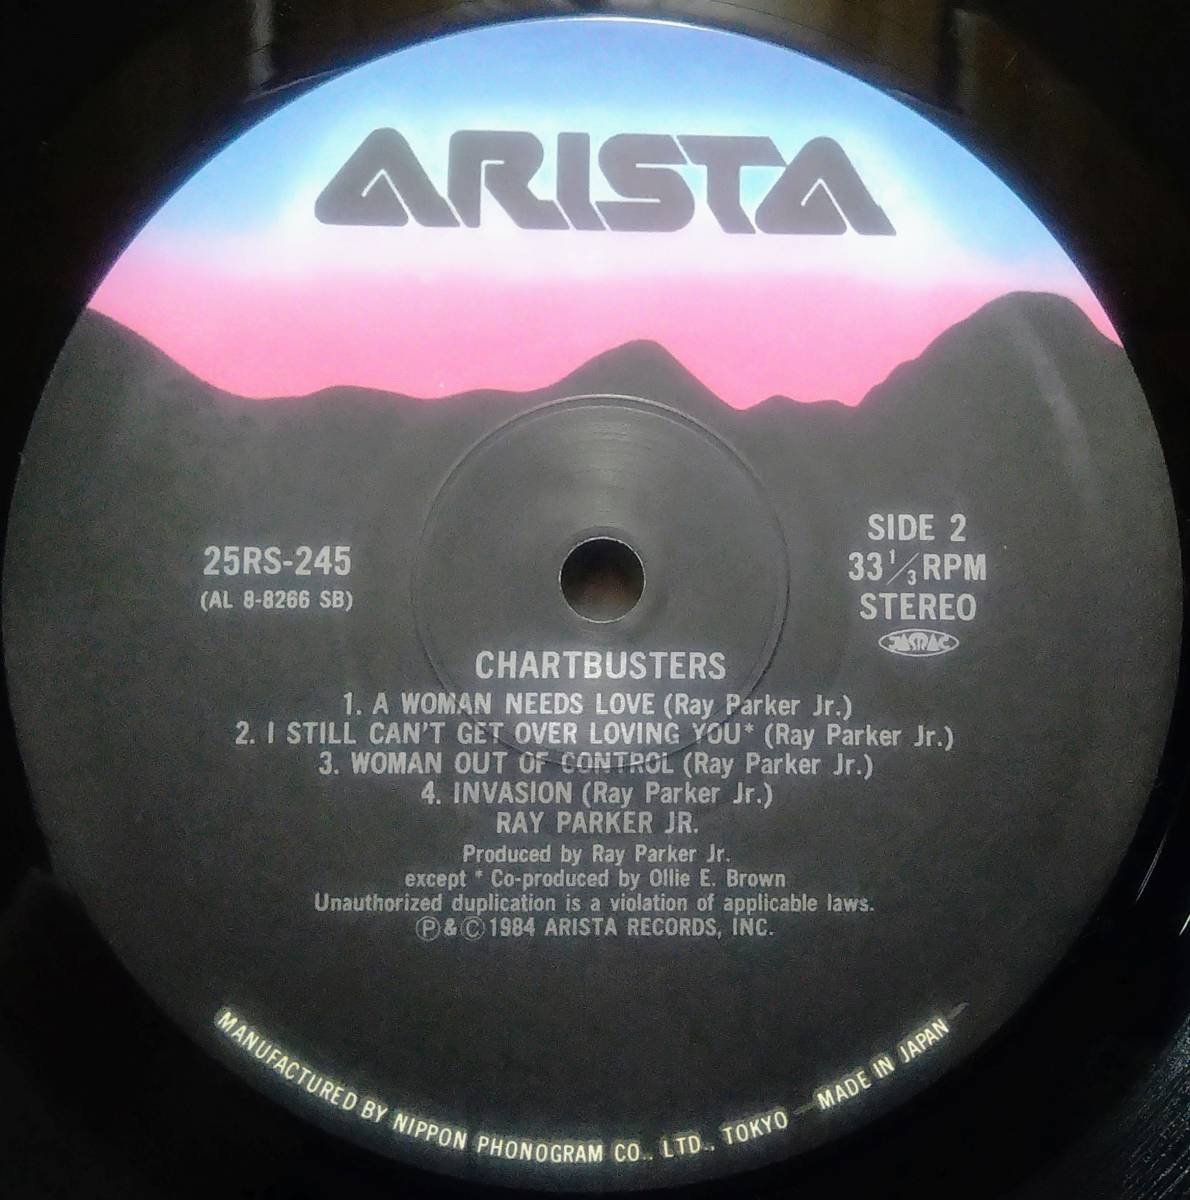 ARISTA
25RS-245
(AL 8-8266 SB)
SIDE 2
33 1/3 RPM
STEREO
JASRAC
CHARTBUSTERS
1. A WOMAN NEEDS LOVE (Ray Parker Jr.)
2. I STILL CAN'T GET OVER LOVING YOU* (Ray Parker Jr.)
3. WOMAN OUT OF CONTROL (Ray Parker Jr.)
4. INVASION (Ray Parker Jr.)
RAY PARKER JR.
Produced by Ray Parker Jr.
except * Co-produced by Ollie E. Brown
Unauthorized duplication is a violation of applicable laws.
Ⓟ&Ⓒ1984 ARISTA RECORDS, INC.
MANUFACTURED BY NIPPON PHONOGRAM CO., LTD., TOKYO — MADE IN JAPAN